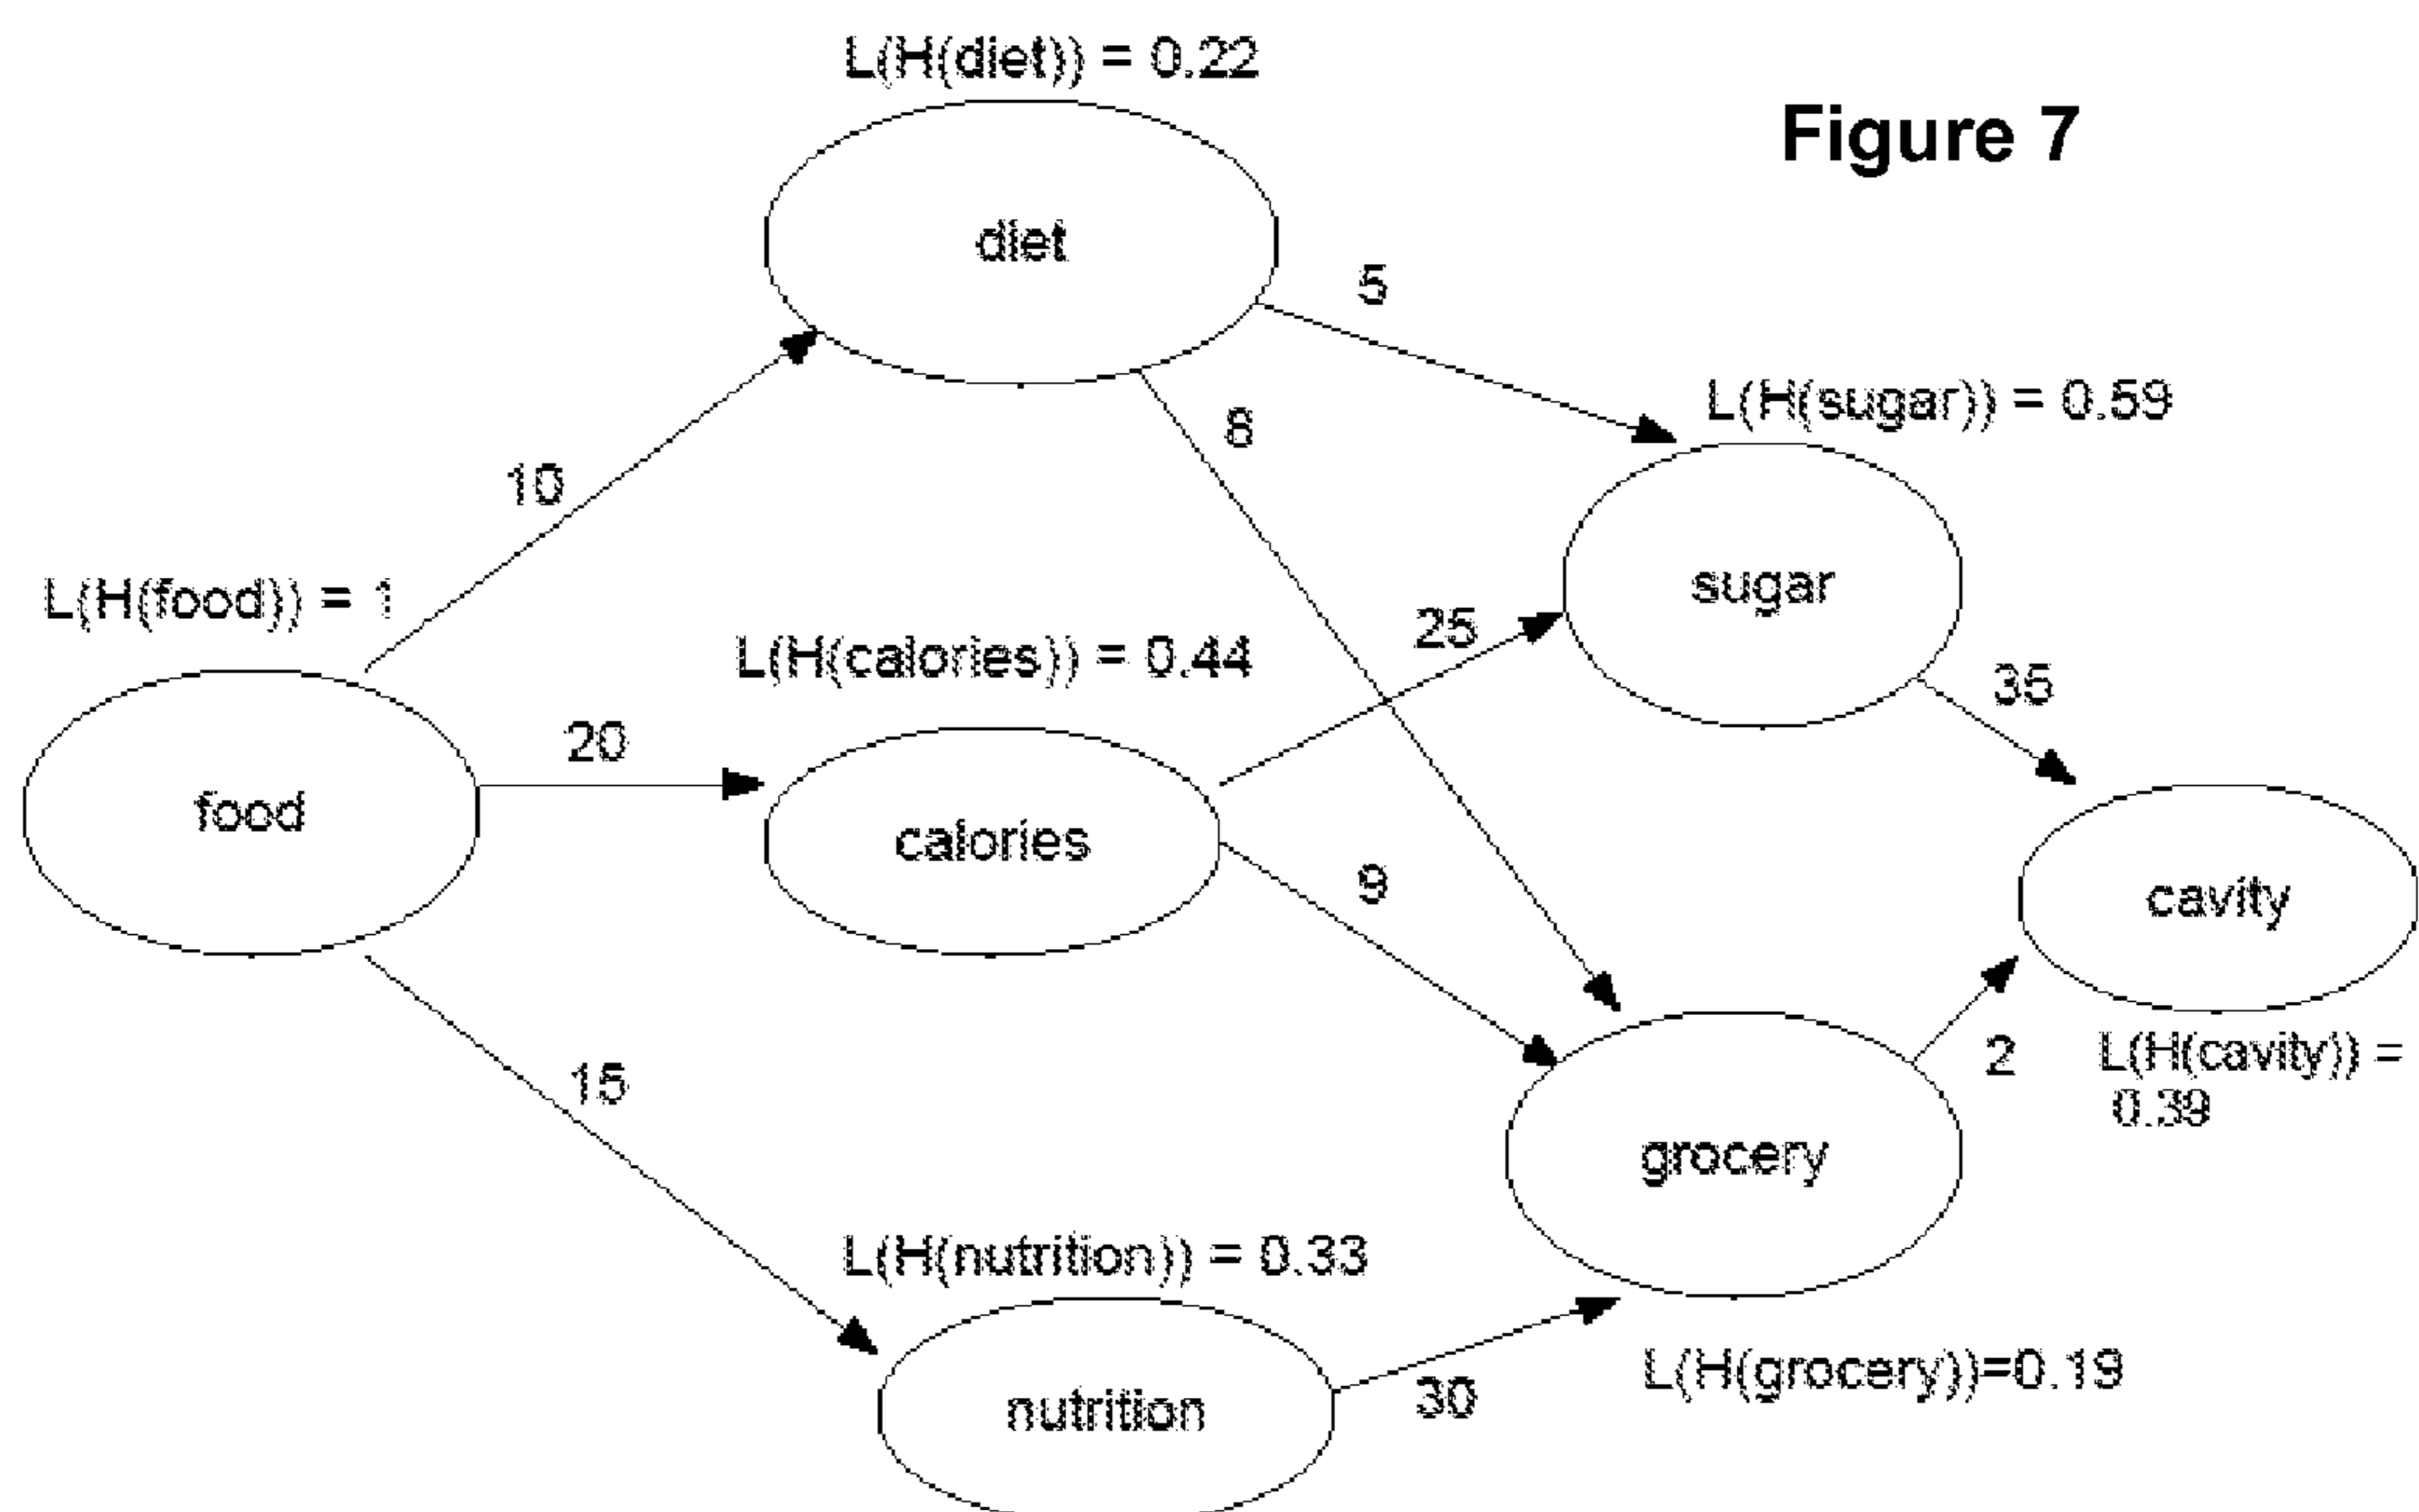 L(H(diet)) = 0.22
Figure 7
diet
5
6
L(H(sugar)) = 0.59
10
L(H(food)) = 1
sugar
25
L(H(calories)) = 0.44
35
20
food
calories
9
cavity
2
L(H(cavity)) =
0.39
15
grocery
L(H(nutrition)) = 0.33
L(H(grocery))=0.19
30
nutrition